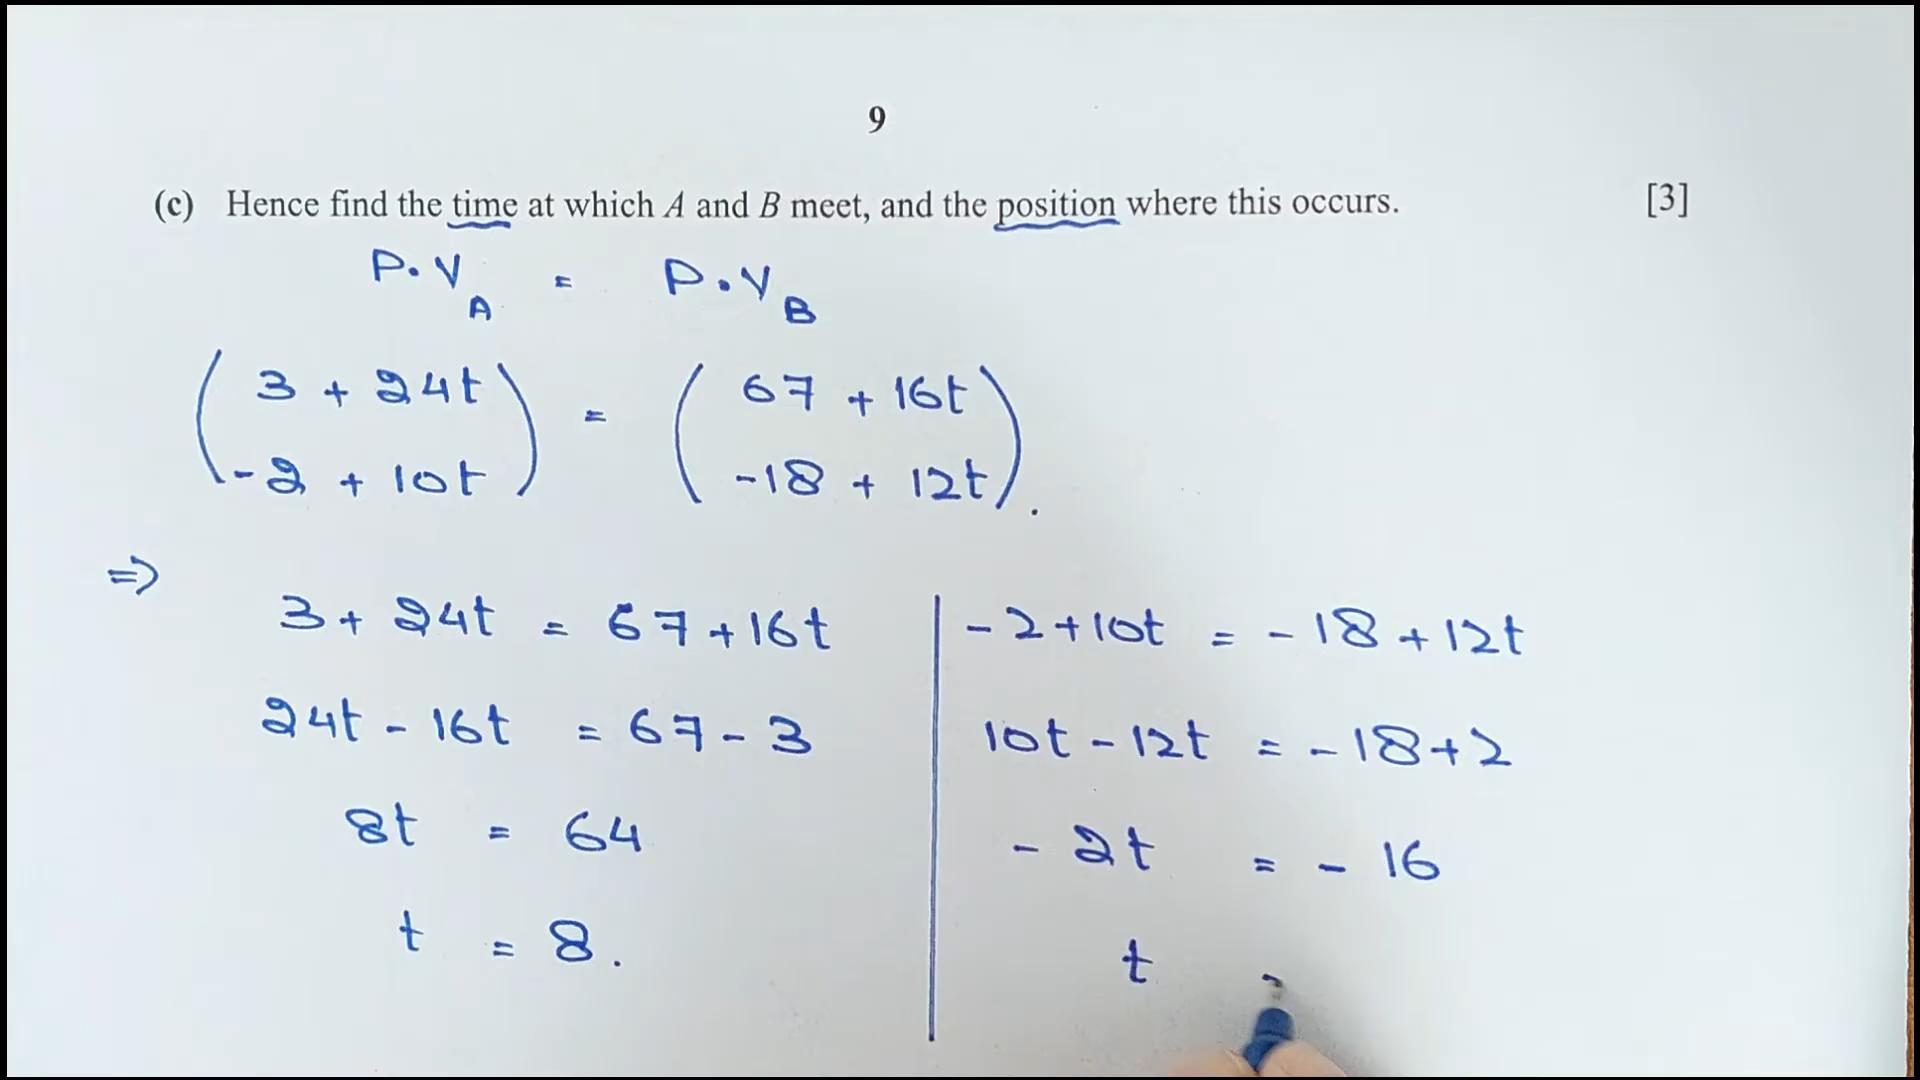 9
(c) Hence find the time at which A and B meet, and the position where this occurs. [3]
P.V A = P.V B
( 3 + 24t ) = ( 67 + 16t )
( -2 + 10t ) ( -18 + 12t ).
=>
3 + 24t = 67 + 16t
24t - 16t = 67 - 3
8t = 64
t = 8.
-2 + 10t = -18 + 12t
10t - 12t = -18 + 2
-2t = -16
t